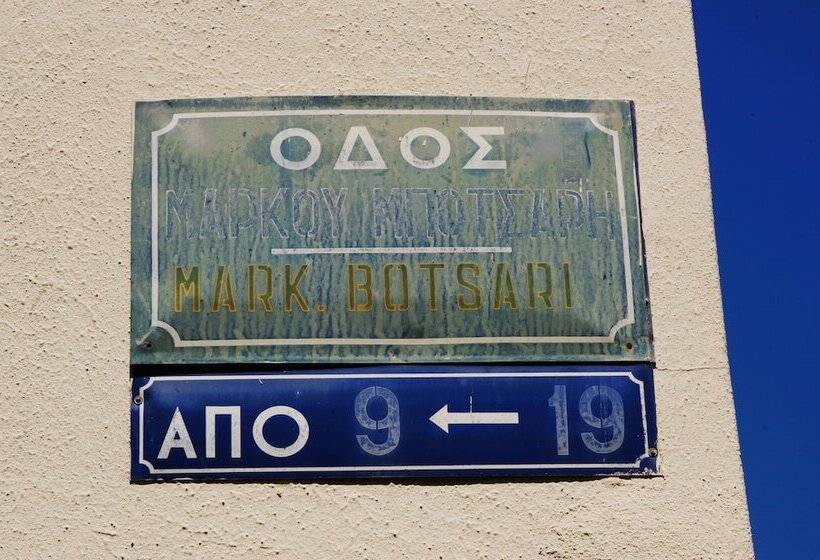 ΟΔΟΣ
ΜΑΡΚΟΥ ΜΠΟΤΣΑΡΗ
MARK. BOTSARI
ΑΠΟ 9 ← 19